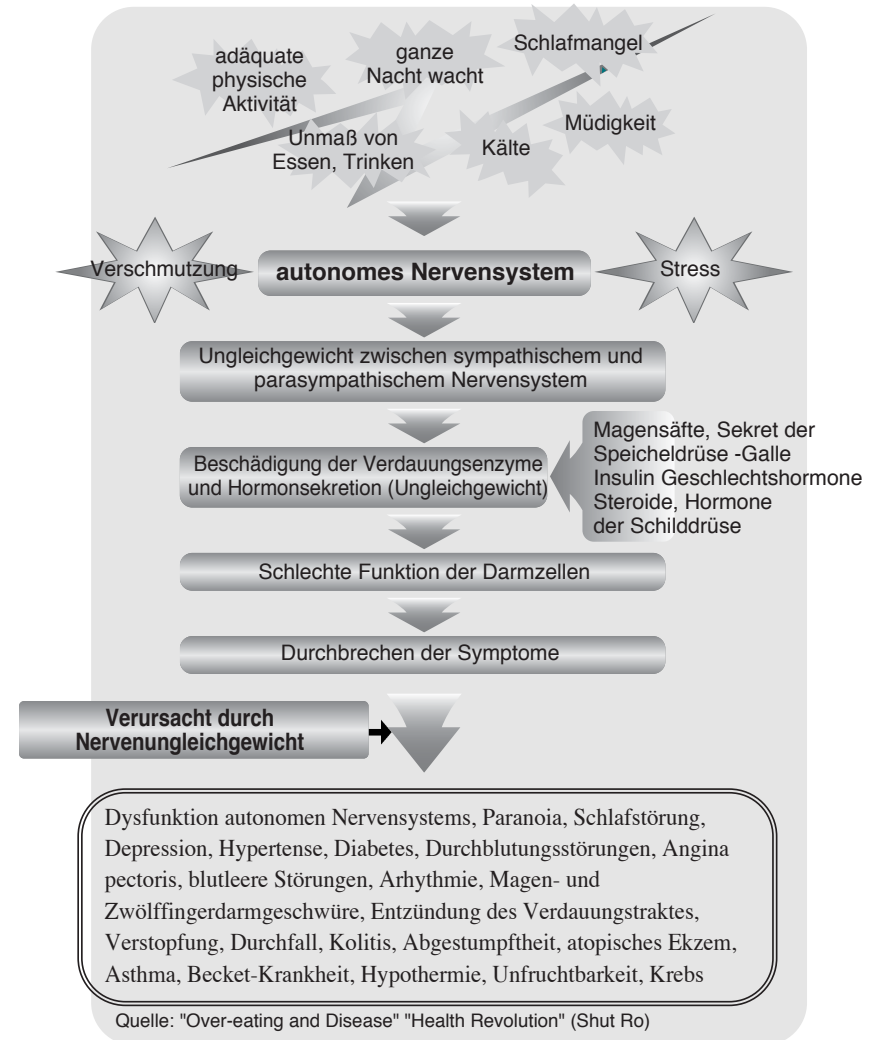 adäquate
physische
Aktivität
ganze
Nacht wacht
Schlafmangel
Unmaß von
Essen, Trinken
Kälte
Müdigkeit
Verschmutzung
autonomes Nervensystem
Stress
Ungleichgewicht zwischen sympathischem und
parasympathischem Nervensystem
Beschädigung der Verdauungsenzyme
und Hormonsekretion (Ungleichgewicht)
Magensäfte, Sekret der
Speicheldrüse -Galle
Insulin Geschlechtshormone
Steroide, Hormone
der Schilddrüse
Schlechte Funktion der Darmzellen
Durchbrechen der Symptome
Verursacht durch
Nervenungleichgewicht
Dysfunktion autonomen Nervensystems, Paranoia, Schlafstörung,
Depression, Hypertense, Diabetes, Durchblutungsstörungen, Angina
pectoris, blutleere Störungen, Arhythmie, Magen- und
Zwölffingerdarmgeschwüre, Entzündung des Verdauungstraktes,
Verstopfung, Durchfall, Kolitis, Abgestumpftheit, atopisches Ekzem,
Asthma, Becket-Krankheit, Hypothermie, Unfruchtbarkeit, Krebs
Quelle: "Over-eating and Disease" "Health Revolution" (Shut Ro)